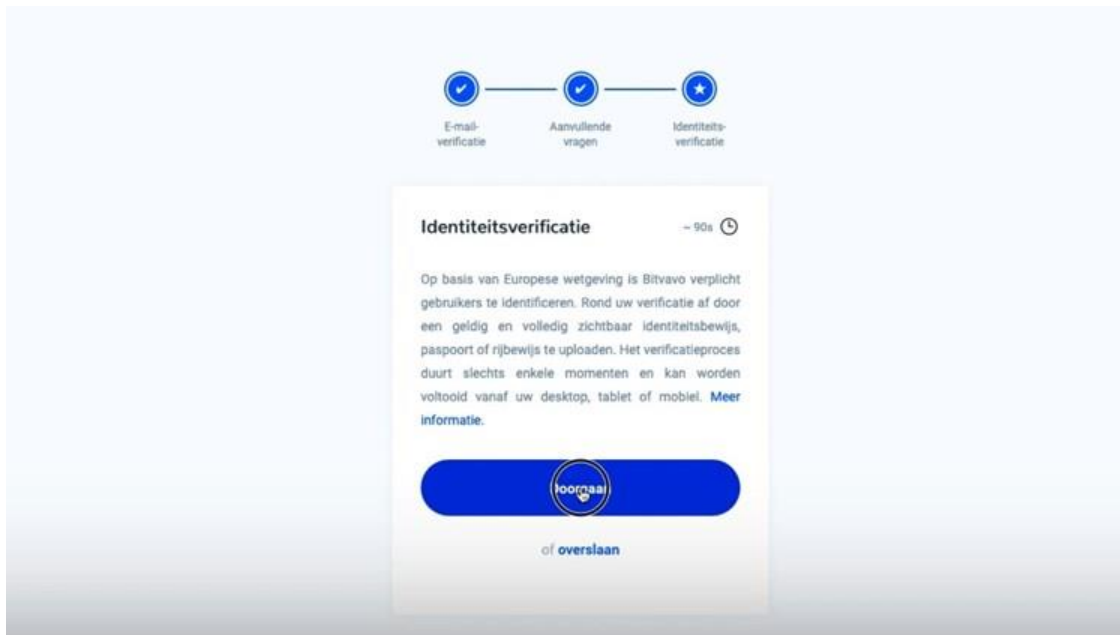 E-mail-
verificatie
Aanvullende
vragen
Identiteits-
verificatie
Identiteitsverificatie
~ 90s
Op basis van Europese wetgeving is Bitvavo verplicht
gebruikers te identificeren. Rond uw verificatie af door
een geldig en volledig zichtbaar identiteitsbewijs,
paspoort of rijbewijs te uploaden. Het verificatieproces
duurt slechts enkele momenten en kan worden
voltooid vanaf uw desktop, tablet of mobiel. Meer
informatie.
Doorgaan
of overslaan